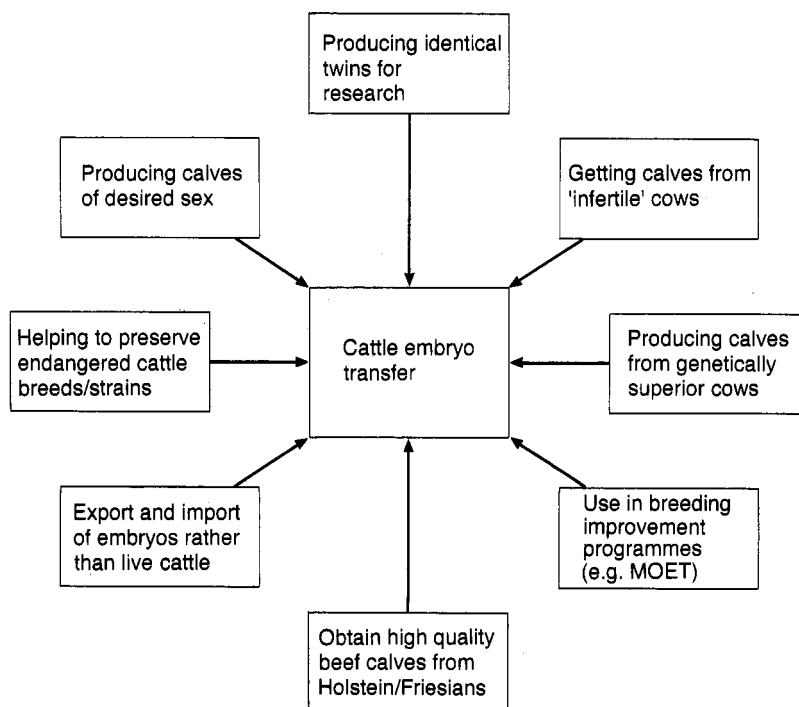 Producing identical
twins for
research
Producing calves
of desired sex
Getting calves from
'infertile' cows
Helping to preserve
endangered cattle
breeds/strains
Cattle embryo
transfer
Producing calves
from genetically
superior cows
Export and import
of embryos rather
than live cattle
Use in breeding
improvement
programmes
(e.g. MOET)
Obtain high quality
beef calves from
Holstein/Friesians